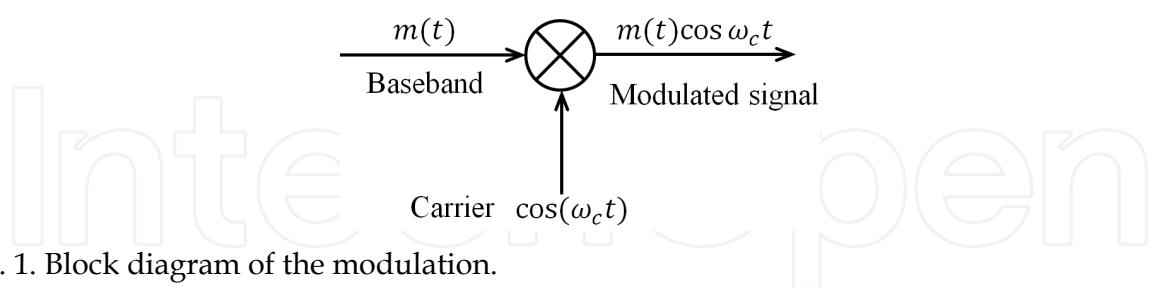 m(t)
m(t)cos ω_c t
Baseband
Modulated signal
Carrier cos(ω_c t)
. 1. Block diagram of the modulation.